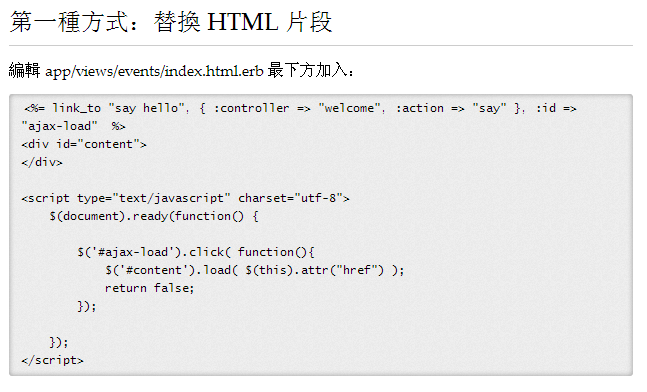 第一種方式：替換 HTML 片段
編輯 app/views/events/index.html.erb 最下方加入：
<%= link_to "say hello", { :controller => "welcome", :action => "say" }, :id =>
"ajax-load"  %>
<div id="content">
</div>
<script type="text/javascript" charset="utf-8">
    $(document).ready(function() {
        $('#ajax-load').click( function(){
            $('#content').load( $(this).attr("href") );
            return false;
        });
    });
</script>